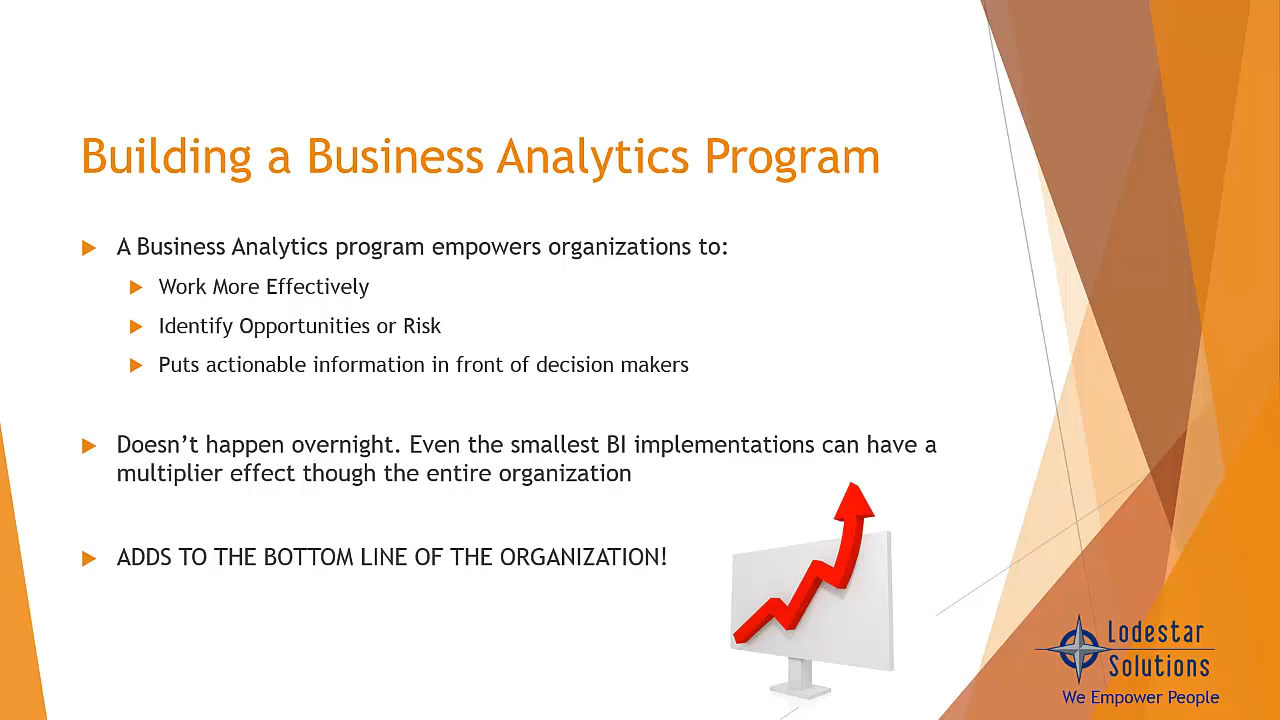 Building a Business Analytics Program
A Business Analytics program empowers organizations to:
Work More Effectively
Identify Opportunities or Risk
Puts actionable information in front of decision makers
Doesn’t happen overnight. Even the smallest BI implementations can have a
multiplier effect though the entire organization
ADDS TO THE BOTTOM LINE OF THE ORGANIZATION!
Lodestar
Solutions
We Empower People